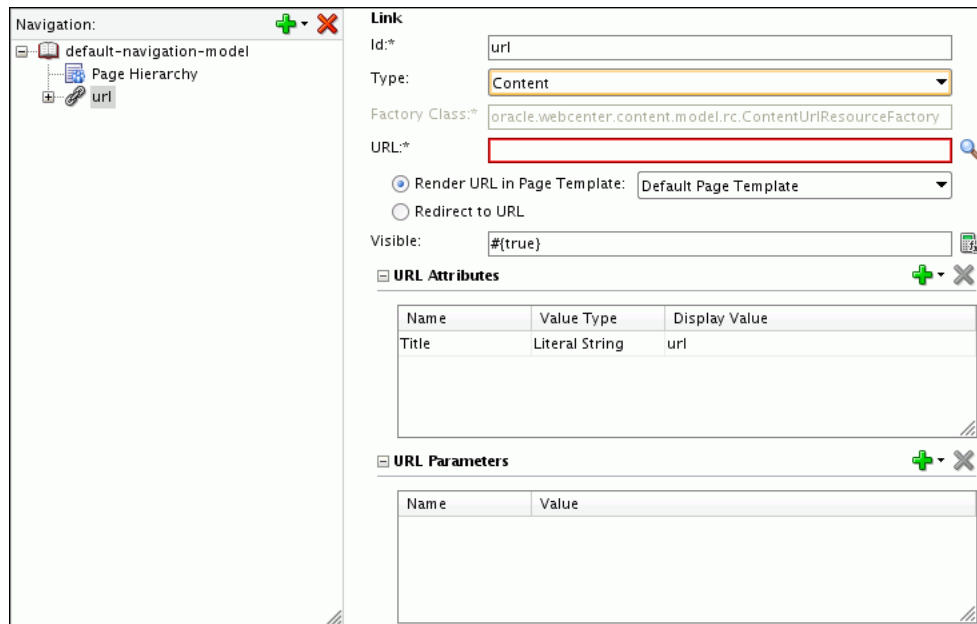 Navigation:
default-navigation-model
Page Hierarchy
url
Link
Id:* url
Type: Content
Factory Class:* oracle.webcenter.content.model.rc.ContentUrlResourceFactory
URL:*
Render URL in Page Template: Default Page Template
Redirect to URL
Visible: #{true}
URL Attributes
Name Value Type Display Value
Title Literal String url
URL Parameters
Name Value